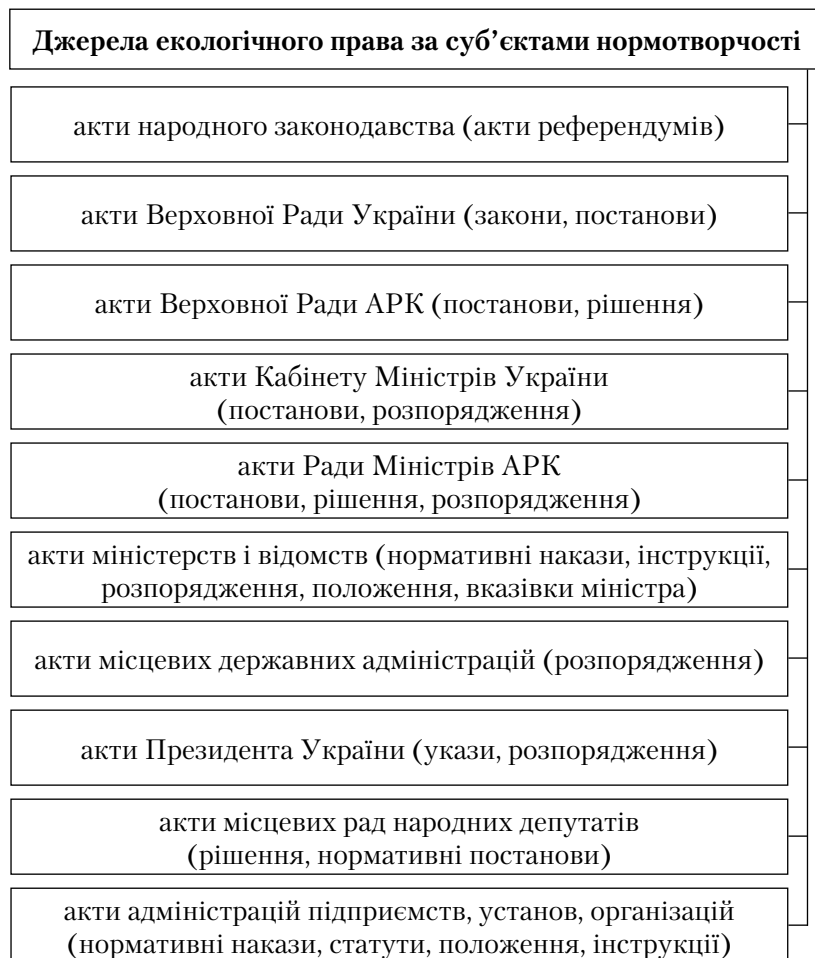 Джерела екологічного права за суб’єктами нормотворчості
акти народного законодавства (акти референдумів)
акти Верховної Ради України (закони, постанови)
акти Верховної Ради АРК (постанови, рішення)
акти Кабінету Міністрів України
(постанови, розпорядження)
акти Ради Міністрів АРК
(постанови, рішення, розпорядження)
акти міністерств і відомств (нормативні накази, інструкції,
розпорядження, положення, вказівки міністра)
акти місцевих державних адміністрацій (розпорядження)
акти Президента України (укази, розпорядження)
акти місцевих рад народних депутатів
(рішення, нормативні постанови)
акти адміністрацій підприємств, установ, організацій
(нормативні накази, статути, положення, інструкції)